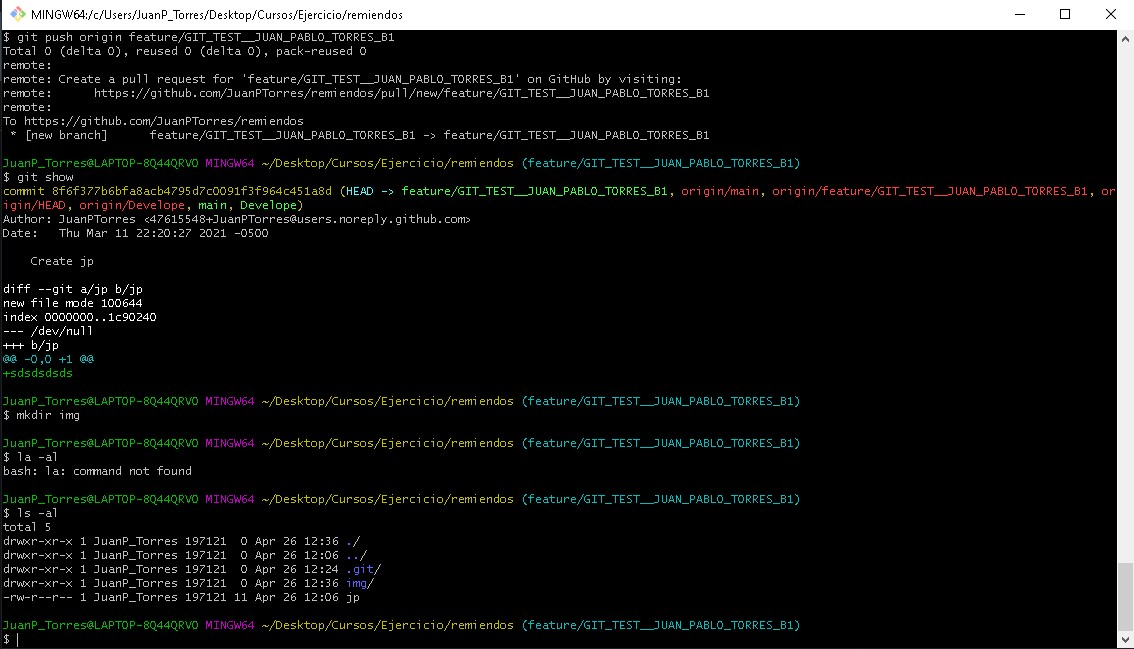 MINGW64:/c/Users/JuanP_Torres/Desktop/Cursos/Ejercicio/remiendos
$ git push origin feature/GIT_TEST__JUAN_PABLO_TORRES_B1
Total 0 (delta 0), reused 0 (delta 0), pack-reused 0
remote:
remote: Create a pull request for 'feature/GIT_TEST__JUAN_PABLO_TORRES_B1' on GitHub by visiting:
remote:      https://github.com/JuanPTorres/remiendos/pull/new/feature/GIT_TEST__JUAN_PABLO_TORRES_B1
remote:
To https://github.com/JuanPTorres/remiendos
 * [new branch]      feature/GIT_TEST__JUAN_PABLO_TORRES_B1 -> feature/GIT_TEST__JUAN_PABLO_TORRES_B1
JuanP_Torres@LAPTOP-8Q44QRVO MINGW64 ~/Desktop/Cursos/Ejercicio/remiendos (feature/GIT_TEST__JUAN_PABLO_TORRES_B1)
$ git show
commit 8f6f377b6bfa8acb4795d7c0091f3f964c451a8d (HEAD -> feature/GIT_TEST__JUAN_PABLO_TORRES_B1, origin/main, origin/feature/GIT_TEST__JUAN_PABLO_TORRES_B1, or
igin/HEAD, origin/Develope, main, Develope)
Author: JuanPTorres <47615548+JuanPTorres@users.noreply.github.com>
Date:   Thu Mar 11 22:20:27 2021 -0500
    Create jp
diff --git a/jp b/jp
new file mode 100644
index 0000000..1c90240
--- /dev/null
+++ b/jp
@@ -0,0 +1 @@
+sdsdsdsds
JuanP_Torres@LAPTOP-8Q44QRVO MINGW64 ~/Desktop/Cursos/Ejercicio/remiendos (feature/GIT_TEST__JUAN_PABLO_TORRES_B1)
$ mkdir img
JuanP_Torres@LAPTOP-8Q44QRVO MINGW64 ~/Desktop/Cursos/Ejercicio/remiendos (feature/GIT_TEST__JUAN_PABLO_TORRES_B1)
$ la -al
bash: la: command not found
JuanP_Torres@LAPTOP-8Q44QRVO MINGW64 ~/Desktop/Cursos/Ejercicio/remiendos (feature/GIT_TEST__JUAN_PABLO_TORRES_B1)
$ ls -al
total 5
drwxr-xr-x 1 JuanP_Torres 197121  0 Apr 26 12:36 ./
drwxr-xr-x 1 JuanP_Torres 197121  0 Apr 26 12:06 ../
drwxr-xr-x 1 JuanP_Torres 197121  0 Apr 26 12:24 .git/
drwxr-xr-x 1 JuanP_Torres 197121  0 Apr 26 12:36 img/
-rw-r--r-- 1 JuanP_Torres 197121 11 Apr 26 12:06 jp
JuanP_Torres@LAPTOP-8Q44QRVO MINGW64 ~/Desktop/Cursos/Ejercicio/remiendos (feature/GIT_TEST__JUAN_PABLO_TORRES_B1)
$